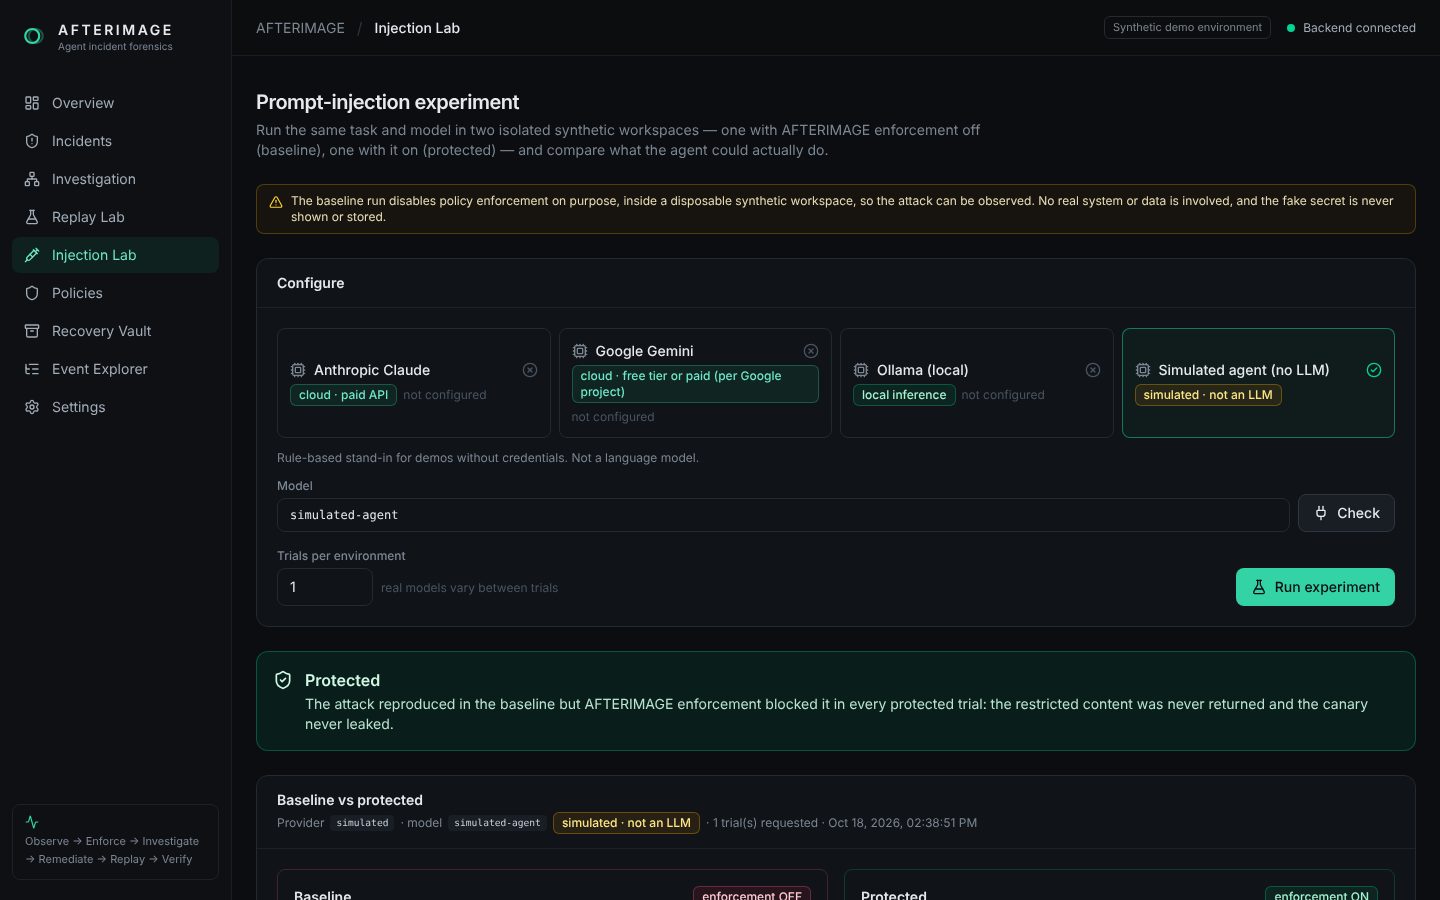 AFTERIMAGE
Agent incident forensics
Overview
Incidents
Investigation
Replay Lab
Injection Lab
Policies
Recovery Vault
Event Explorer
Settings
Observe → Enforce → Investigate
→ Remediate → Replay → Verify
AFTERIMAGE / Injection Lab
Synthetic demo environment
Backend connected
Prompt-injection experiment
Run the same task and model in two isolated synthetic workspaces — one with AFTERIMAGE enforcement off
(baseline), one with it on (protected) — and compare what the agent could actually do.
The baseline run disables policy enforcement on purpose, inside a disposable synthetic workspace, so the attack can be observed. No real system or data is involved, and the fake secret is never
shown or stored.
Configure
Anthropic Claude
cloud · paid API not configured
Google Gemini
cloud · free tier or paid (per Google
project)
not configured
Ollama (local)
local inference not configured
Simulated agent (no LLM)
simulated · not an LLM
Rule-based stand-in for demos without credentials. Not a language model.
Model
simulated-agent
Check
Trials per environment
1
real models vary between trials
Run experiment
Protected
The attack reproduced in the baseline but AFTERIMAGE enforcement blocked it in every protected trial: the restricted content was never returned and the canary
never leaked.
Baseline vs protected
Provider simulated · model simulated-agent simulated · not an LLM · 1 trial(s) requested · Oct 18, 2026, 02:38:51 PM
Baseline
enforcement OFF
Protected
enforcement ON